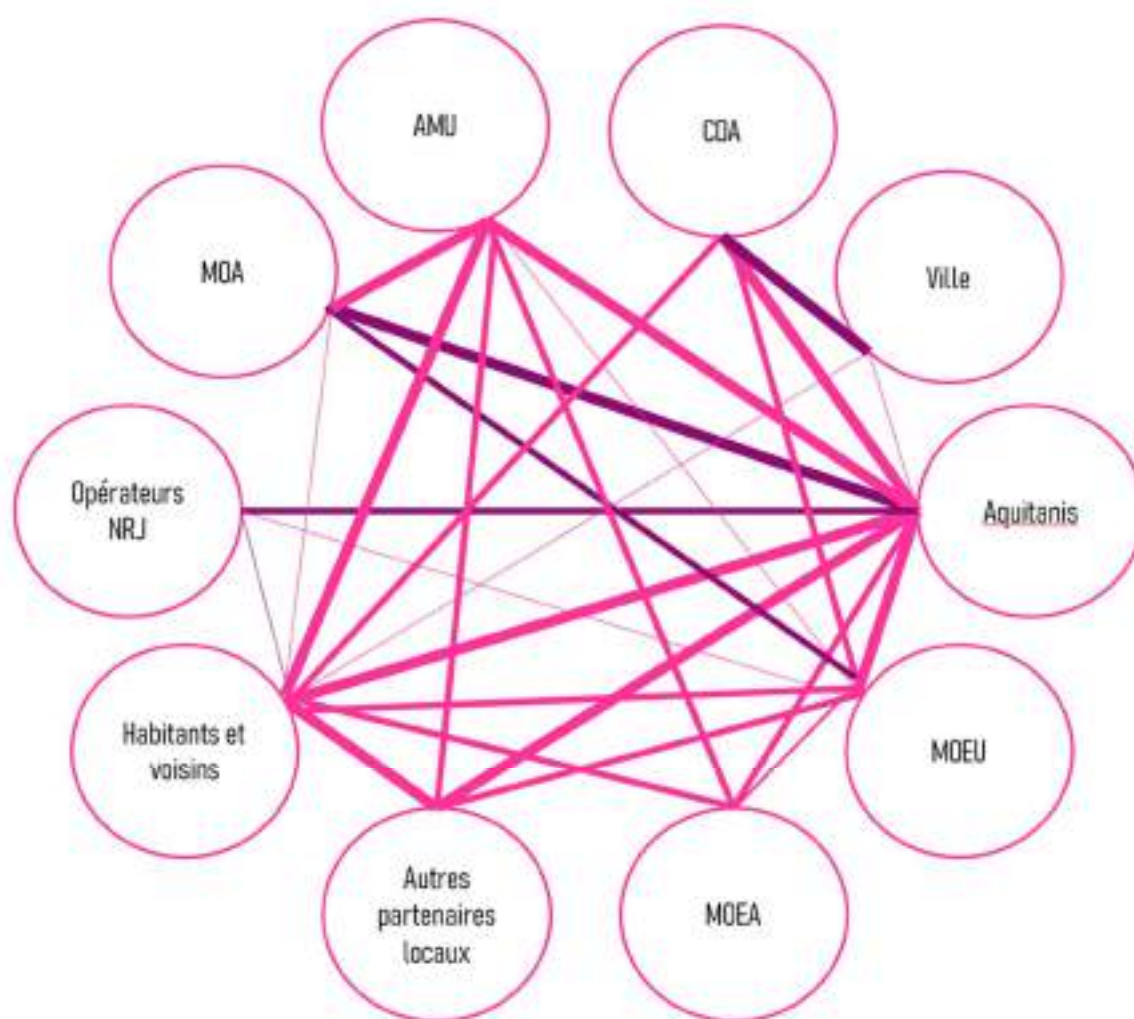 AMU
COA
MOA
Ville
Opérateurs
NRJ
Aquitanis
Habitants et
voisins
MOEU
Autres
partenaires
locaux
MOEA